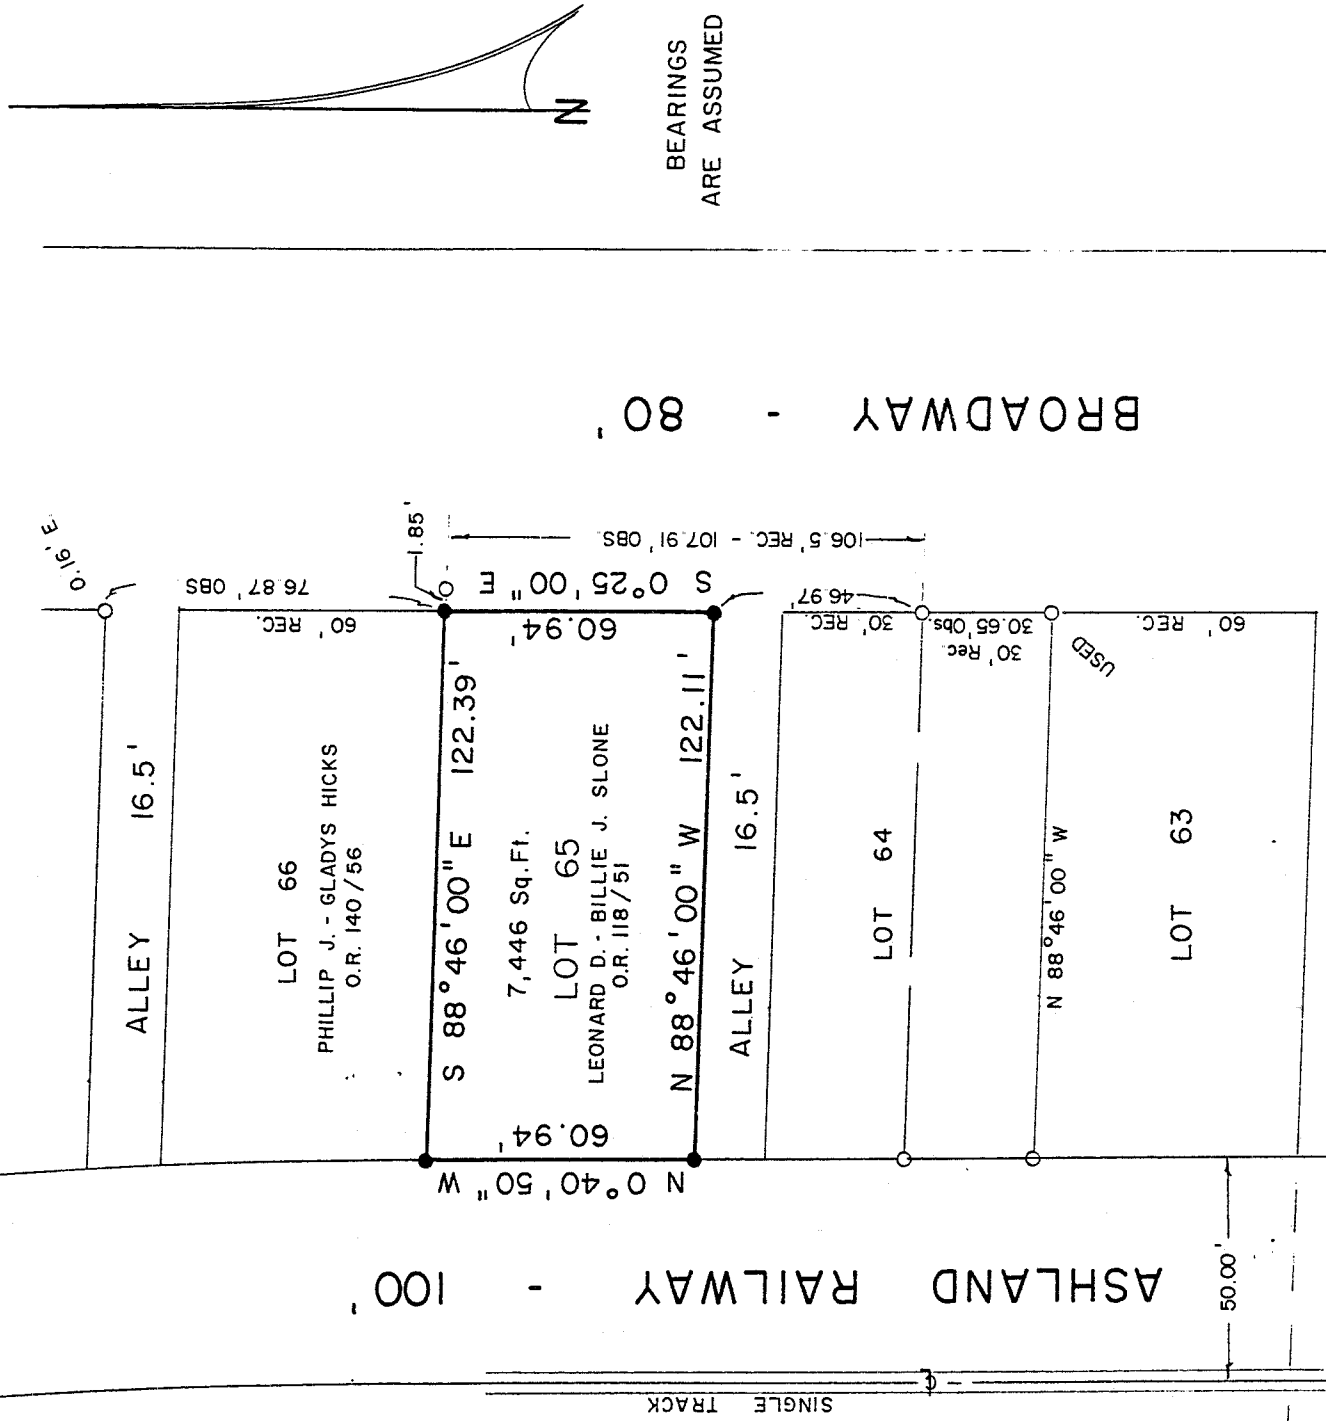 N
BEARINGS
ARE ASSUMED
BROADWAY - 80'
0.16' E.
76.87' OBS
60' REC.
1.85'
106.5' REC. - 107.91' OBS.
S 0°25'00" E
60.94'
46.97'
30' REC.
30.65' Obs.
30' Rec.
USED
60' REC.
ALLEY 16.5'
LOT 66
PHILLIP J. - GLADYS HICKS
O.R. 140/56
S 88°46'00" E 122.39'
7,446 Sq.Ft.
LOT 65
LEONARD D. - BILLIE J. SLONE
O.R. 118/51
N 88°46'00" W 122.11'
ALLEY 16.5'
LOT 64
N 88°46'00" W
LOT 63
60.94'
N 0°40'50" W
ASHLAND RAILWAY - 100'
50.00'
SINGLE TRACK